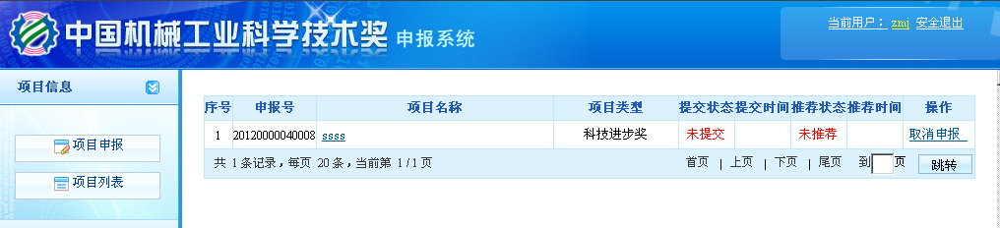 中国机械工业科学技术奖 申报系统
当前用户： zmj 安全退出
项目信息
项目申报
项目列表
序号 申报号 项目名称 项目类型 提交状态 提交时间 推荐状态 推荐时间 操作
1 20120000040008 ssss 科技进步奖 未提交 未推荐 取消申报
共 1 条记录，每页 20 条，当前第 1 / 1 页 首页 | 上页 | 下页 | 尾页 到 页 跳转